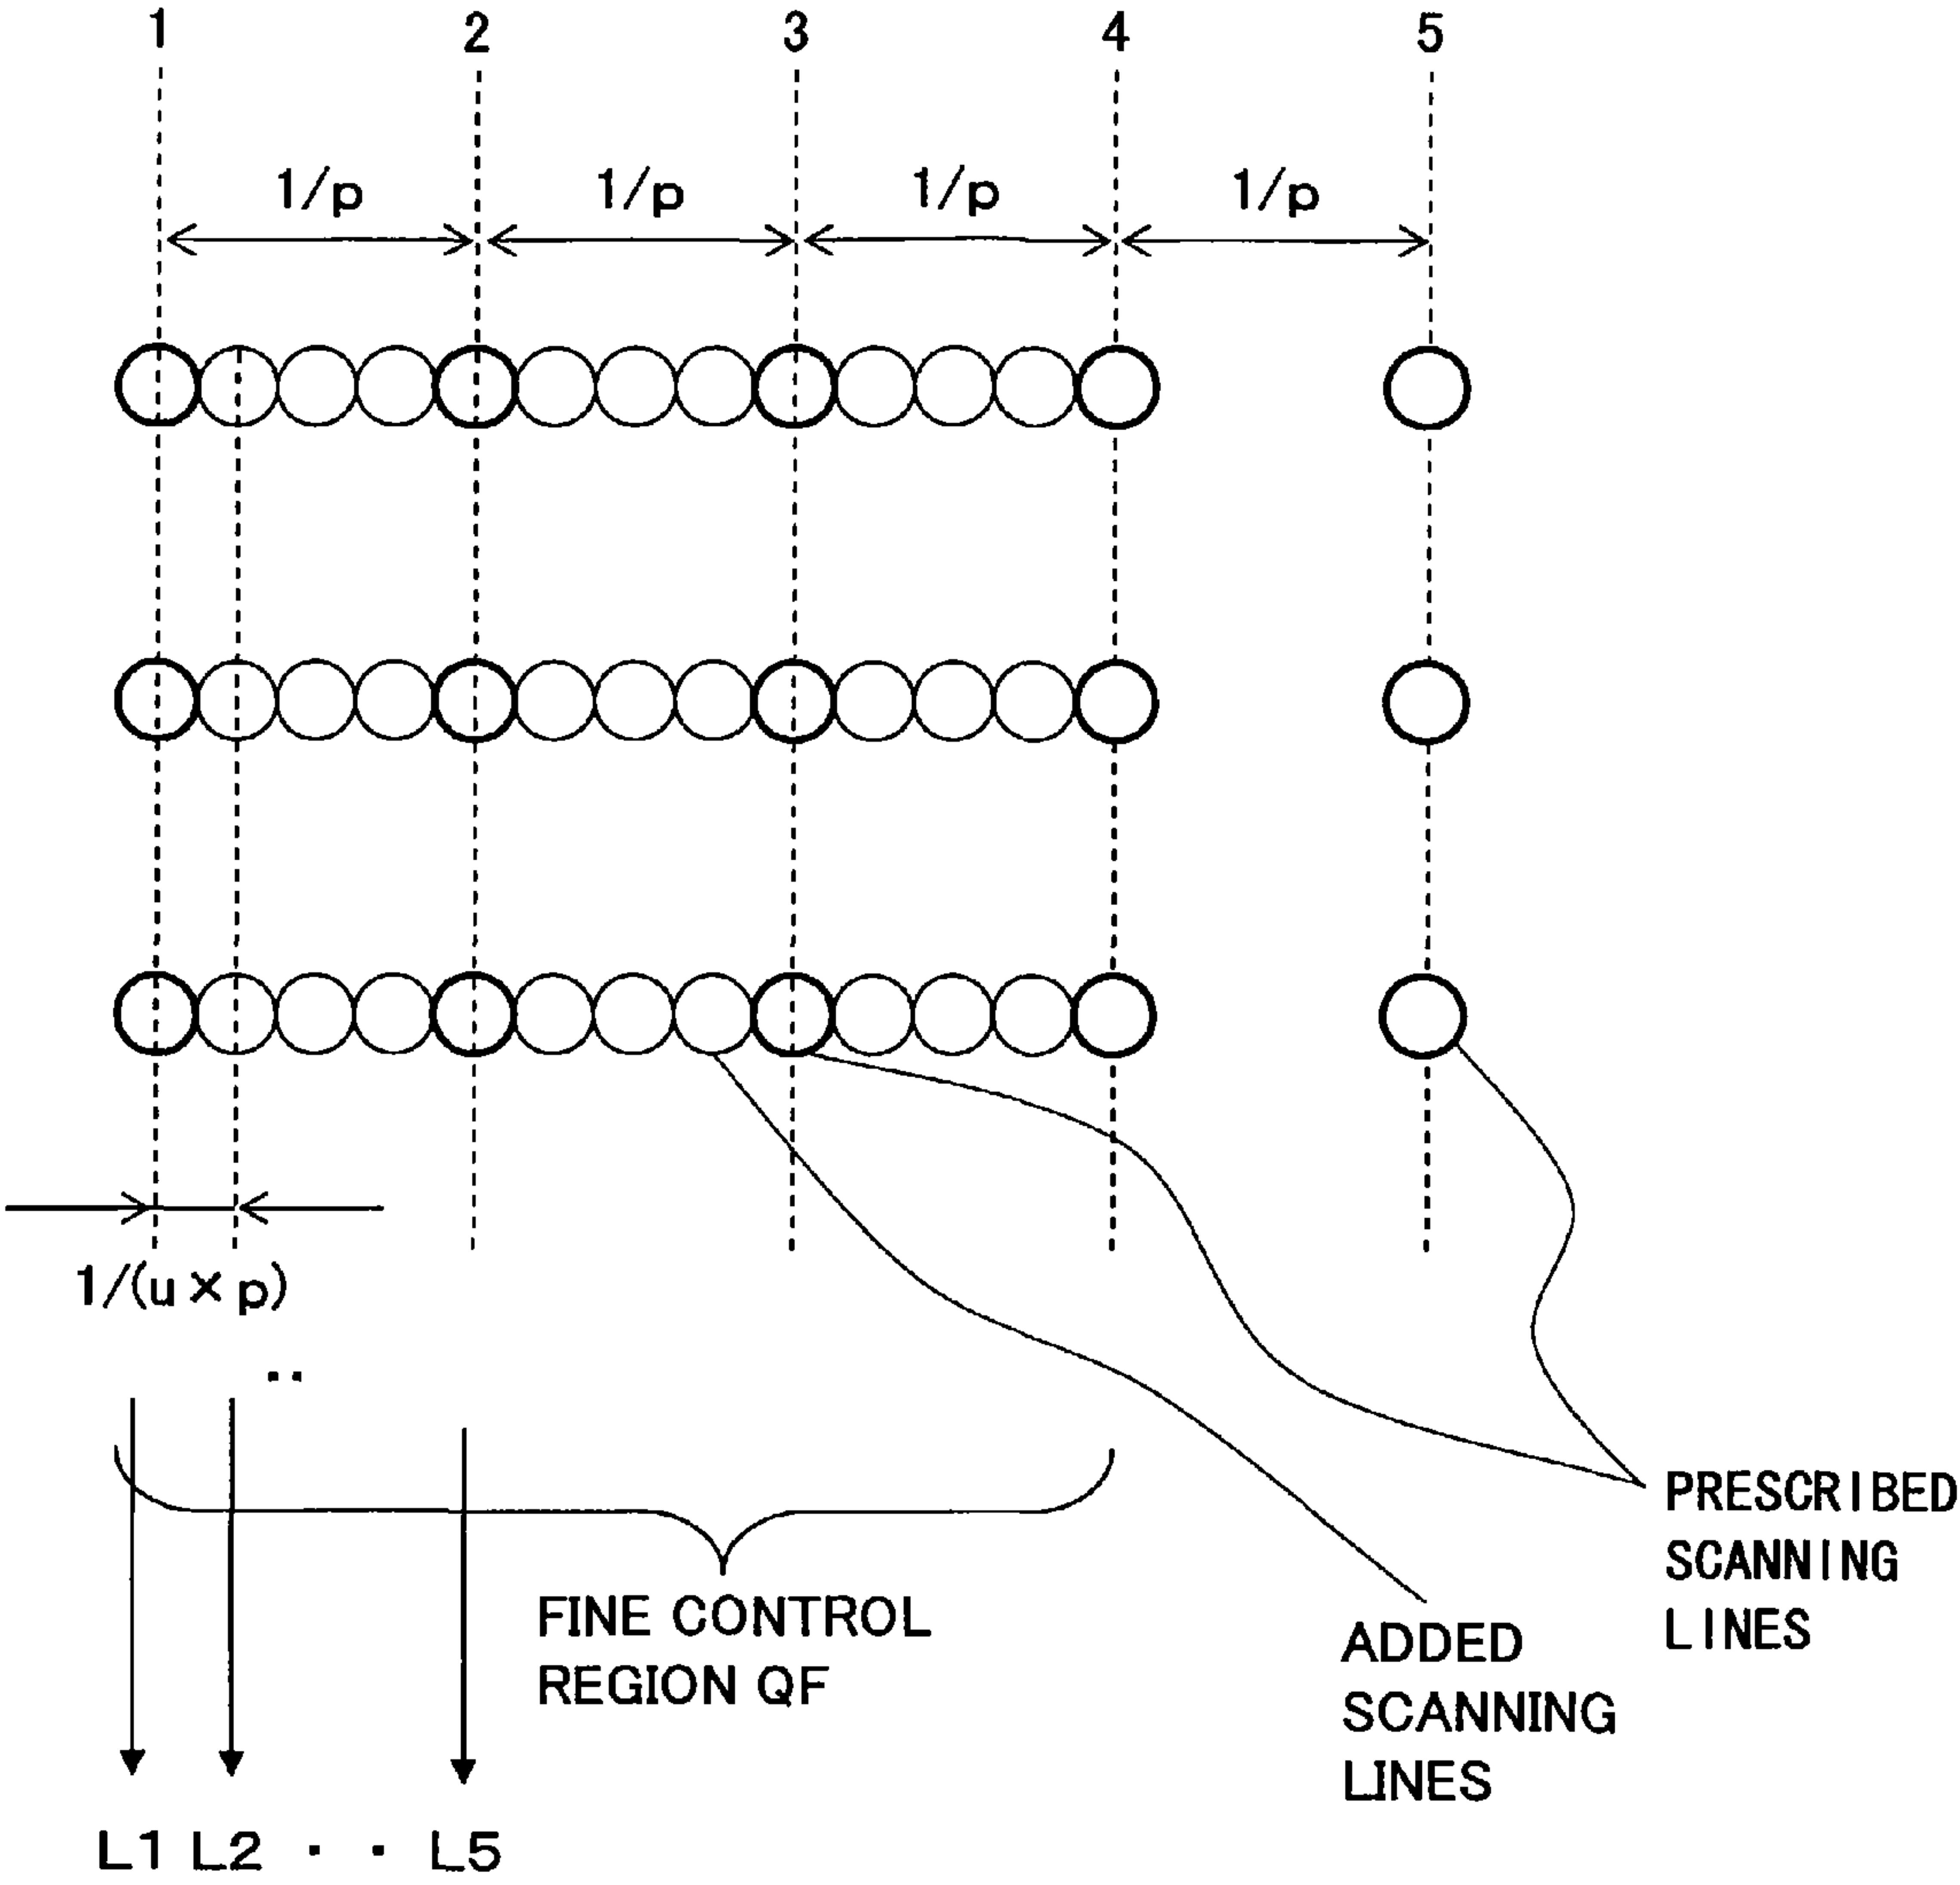 1 2 3 4 5
1/p 1/p 1/p 1/p
1/(u×p)
..
FINE CONTROL
REGION QF
ADDED
SCANNING
LINES
PRESCRIBED
SCANNING
LINES
L1 L2 · · L5